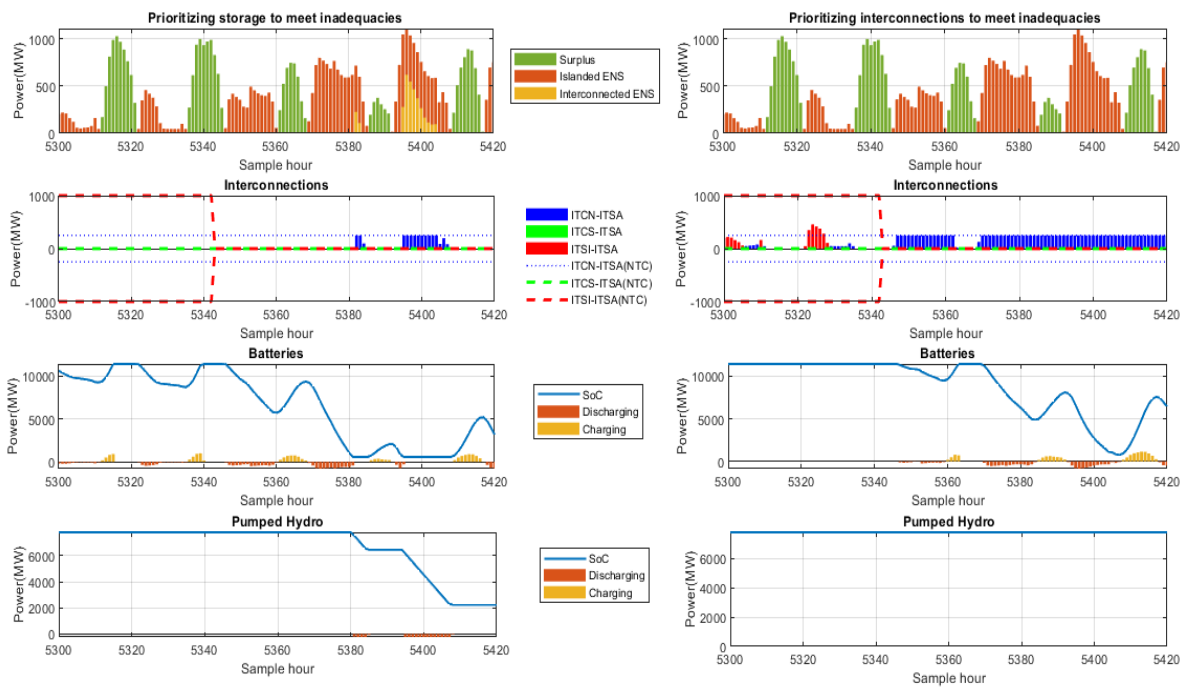 Prioritizing storage to meet inadequacies
Power(MW)
1000
500
0
5300 5320 5340 5360 5380 5400 5420
Sample hour
Surplus
Islanded ENS
Interconnected ENS
Prioritizing interconnections to meet inadequacies
Power(MW)
1000
500
0
5300 5320 5340 5360 5380 5400 5420
Sample hour
Interconnections
Power(MW)
1000
0
-1000
5300 5320 5340 5360 5380 5400 5420
Sample hour
ITCN-ITSA
ITCS-ITSA
ITSI-ITSA
ITCN-ITSA(NTC)
ITCS-ITSA(NTC)
ITSI-ITSA(NTC)
Interconnections
Power(MW)
1000
0
-1000
5300 5320 5340 5360 5380 5400 5420
Sample hour
Batteries
Power(MW)
10000
5000
0
5300 5320 5340 5360 5380 5400 5420
Sample hour
SoC
Discharging
Charging
Batteries
Power(MW)
10000
5000
0
5300 5320 5340 5360 5380 5400 5420
Sample hour
Pumped Hydro
Power(MW)
6000
4000
2000
0
5300 5320 5340 5360 5380 5400 5420
Sample hour
SoC
Discharging
Charging
Pumped Hydro
Power(MW)
6000
4000
2000
0
5300 5320 5340 5360 5380 5400 5420
Sample hour